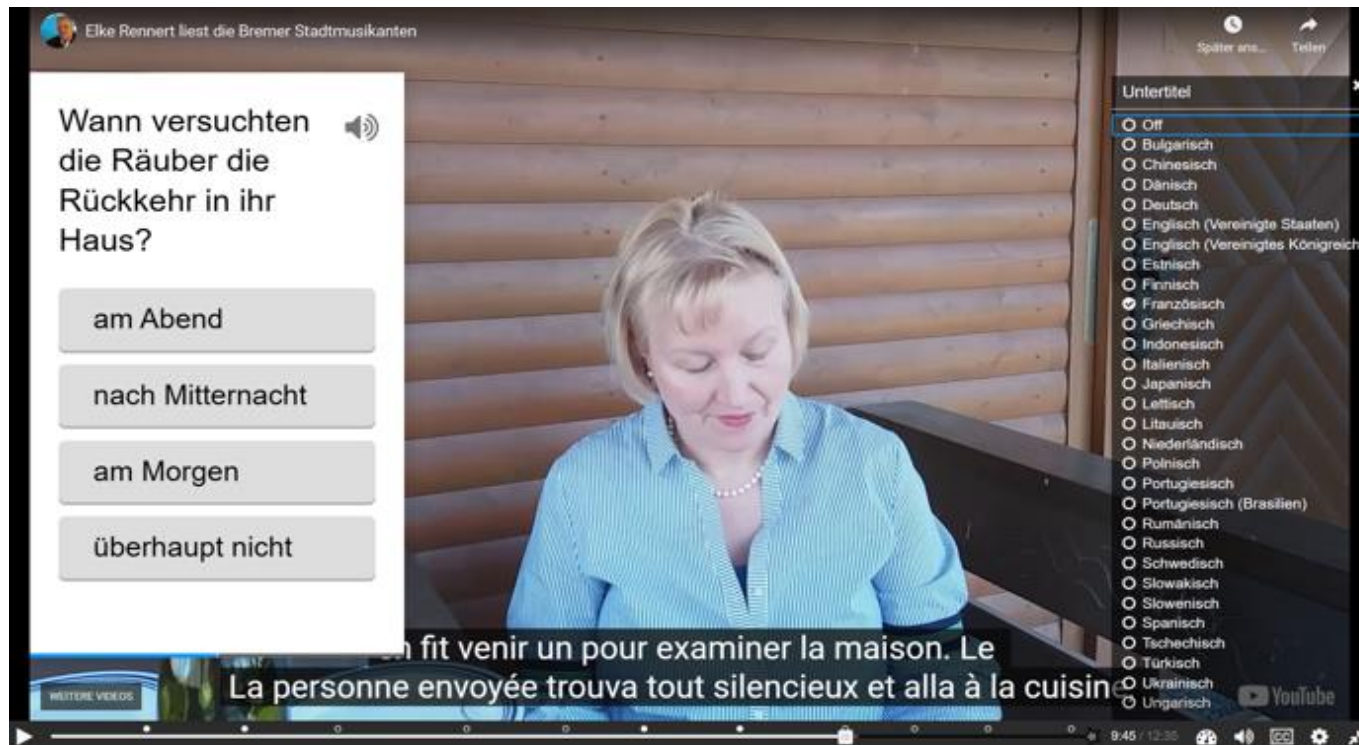 Elke Rennert liest die Bremer Stadtmusikanten
Später ans...
Teilen
Wann versuchten
die Räuber die
Rückkehr in ihr
Haus?
am Abend
nach Mitternacht
am Morgen
überhaupt nicht
Untertitel
Off
Bulgarisch
Chinesisch
Dänisch
Deutsch
Englisch (Vereinigte Staaten)
Englisch (Vereinigtes Königreich
Estnisch
Finnisch
Französisch
Griechisch
Indonesisch
Italienisch
Japanisch
Lettisch
Litauisch
Niederländisch
Polnisch
Portugiesisch
Portugiesisch (Brasilien)
Rumänisch
Russisch
Schwedisch
Slowakisch
Slowenisch
Spanisch
Tschechisch
Türkisch
Ukrainisch
Ungarisch
fit venir un pour examiner la maison. Le
La personne envoyée trouva tout silencieux et alla à la cuisine
WEITERE VIDEOS
YouTube
9:45 / 12:35
CC